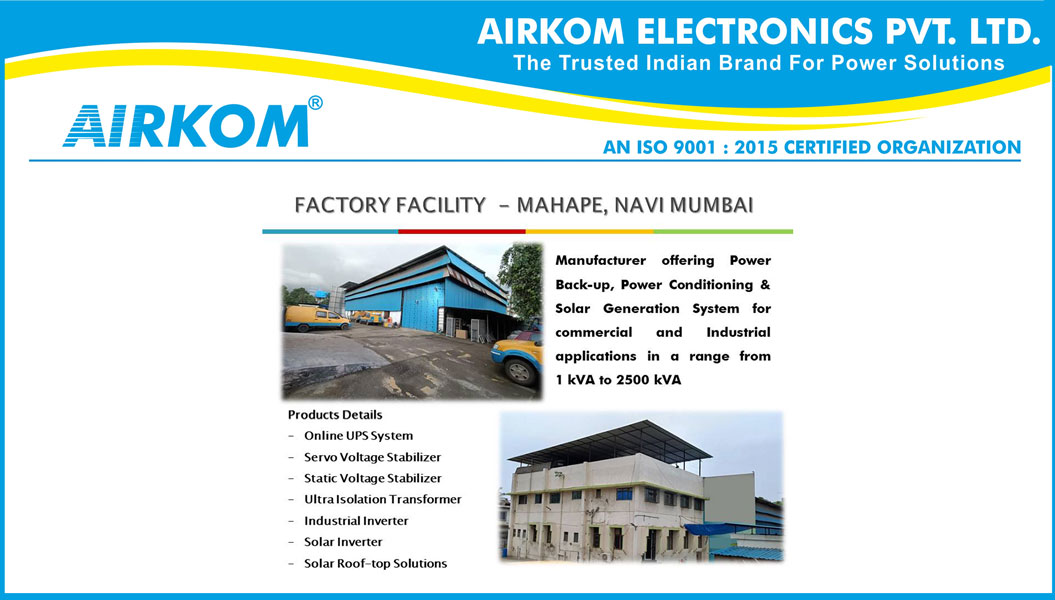 AIRKOM ELECTRONICS PVT. LTD.
The Trusted Indian Brand For Power Solutions
AIRKOM®
AN ISO 9001 : 2015 CERTIFIED ORGANIZATION
FACTORY FACILITY – MAHAPE, NAVI MUMBAI
Manufacturer offering Power
Back-up, Power Conditioning &
Solar Generation System for
commercial and Industrial
applications in a range from
1 kVA to 2500 kVA
Products Details
– Online UPS System
– Servo Voltage Stabilizer
– Static Voltage Stabilizer
– Ultra Isolation Transformer
– Industrial Inverter
– Solar Inverter
– Solar Roof-top Solutions